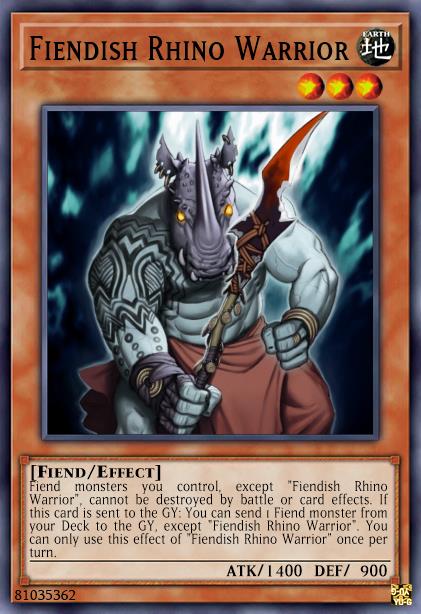 Fiendish Rhino Warrior
EARTH
地
[Fiend/Effect]
Fiend monsters you control, except "Fiendish Rhino
Warrior", cannot be destroyed by battle or card effects. If
this card is sent to the GY: You can send 1 Fiend monster from
your Deck to the GY, except "Fiendish Rhino Warrior". You
can only use this effect of "Fiendish Rhino Warrior" once per
turn.
ATK/1400 DEF/ 900
81035362